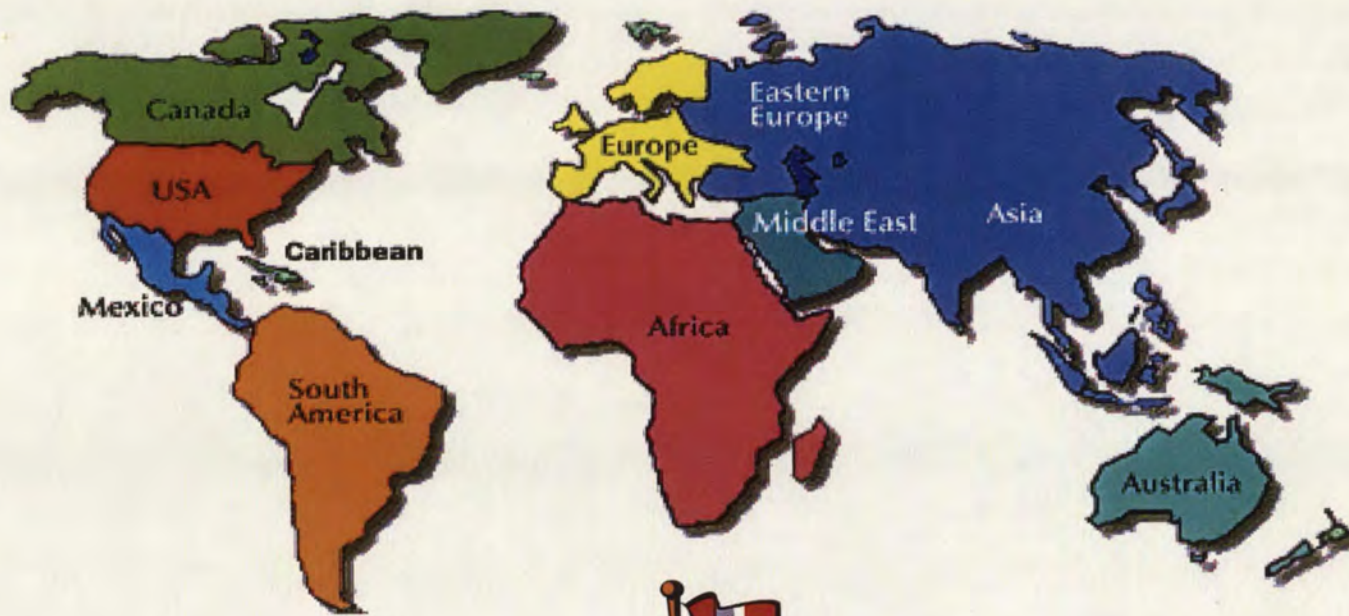 Canada
USA
Caribbean
Mexico
South
America
Europe
Eastern
Europe
Middle East
Asia
Africa
Australia